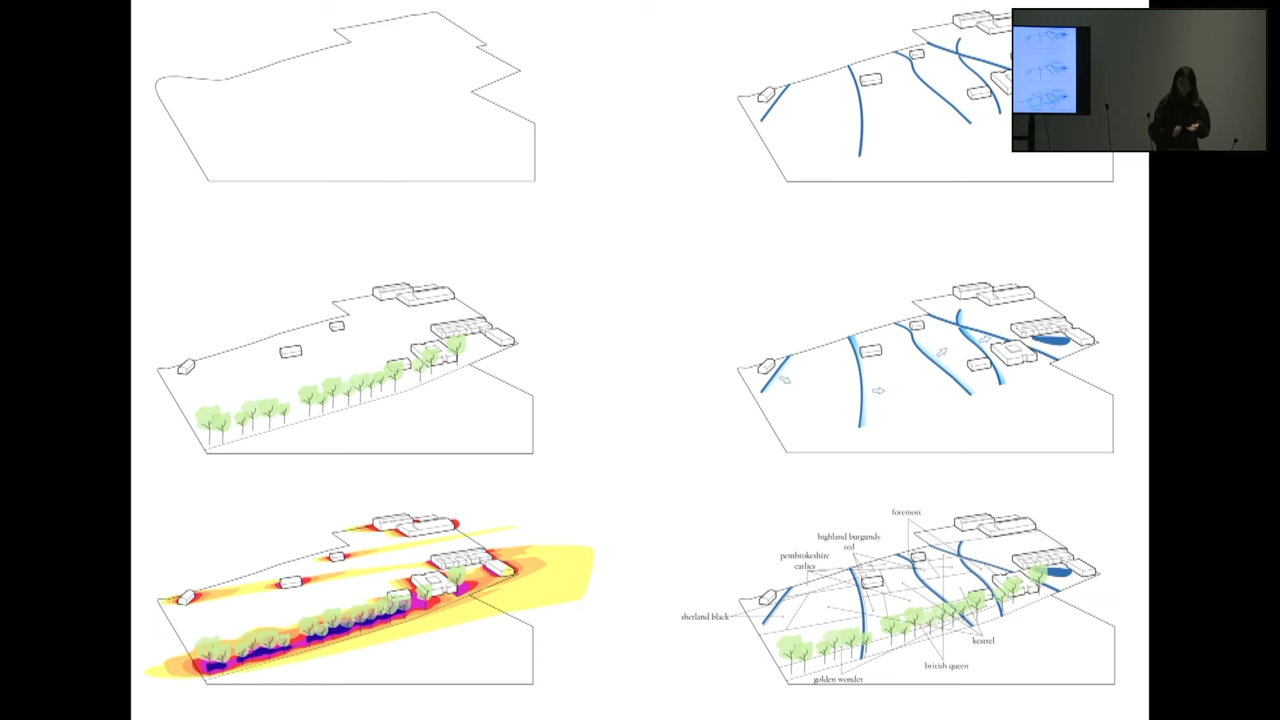 foremost
highland burgundy
red
pembrokeshire
earlies
shetland black
kestrel
british queen
golden wonder